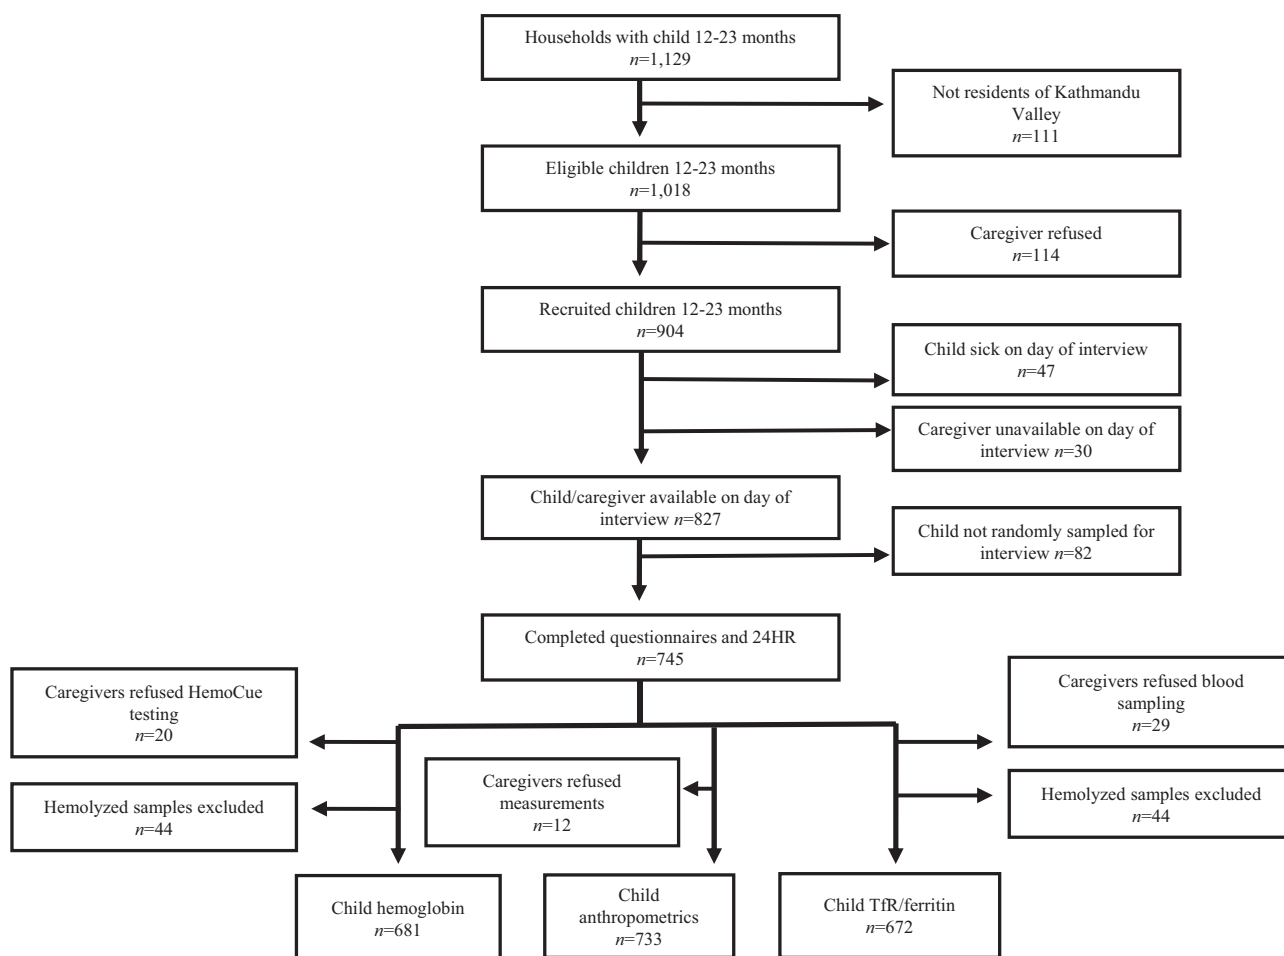 Households with child 12-23 months
n=1,129
Not residents of Kathmandu
Valley
n=111
Eligible children 12-23 months
n=1,018
Caregiver refused
n=114
Recruited children 12-23 months
n=904
Child sick on day of interview
n=47
Caregiver unavailable on day of
interview n=30
Child/caregiver available on day of
interview n=827
Child not randomly sampled for
interview n=82
Completed questionnaires and 24HR
n=745
Caregivers refused HemoCue
testing
n=20
Caregivers refused blood
sampling
n=29
Hemolyzed samples excluded
n=44
Caregivers refused
measurements
n=12
Hemolyzed samples excluded
n=44
Child hemoglobin
n=681
Child
anthropometrics
n=733
Child TfR/ferritin
n=672